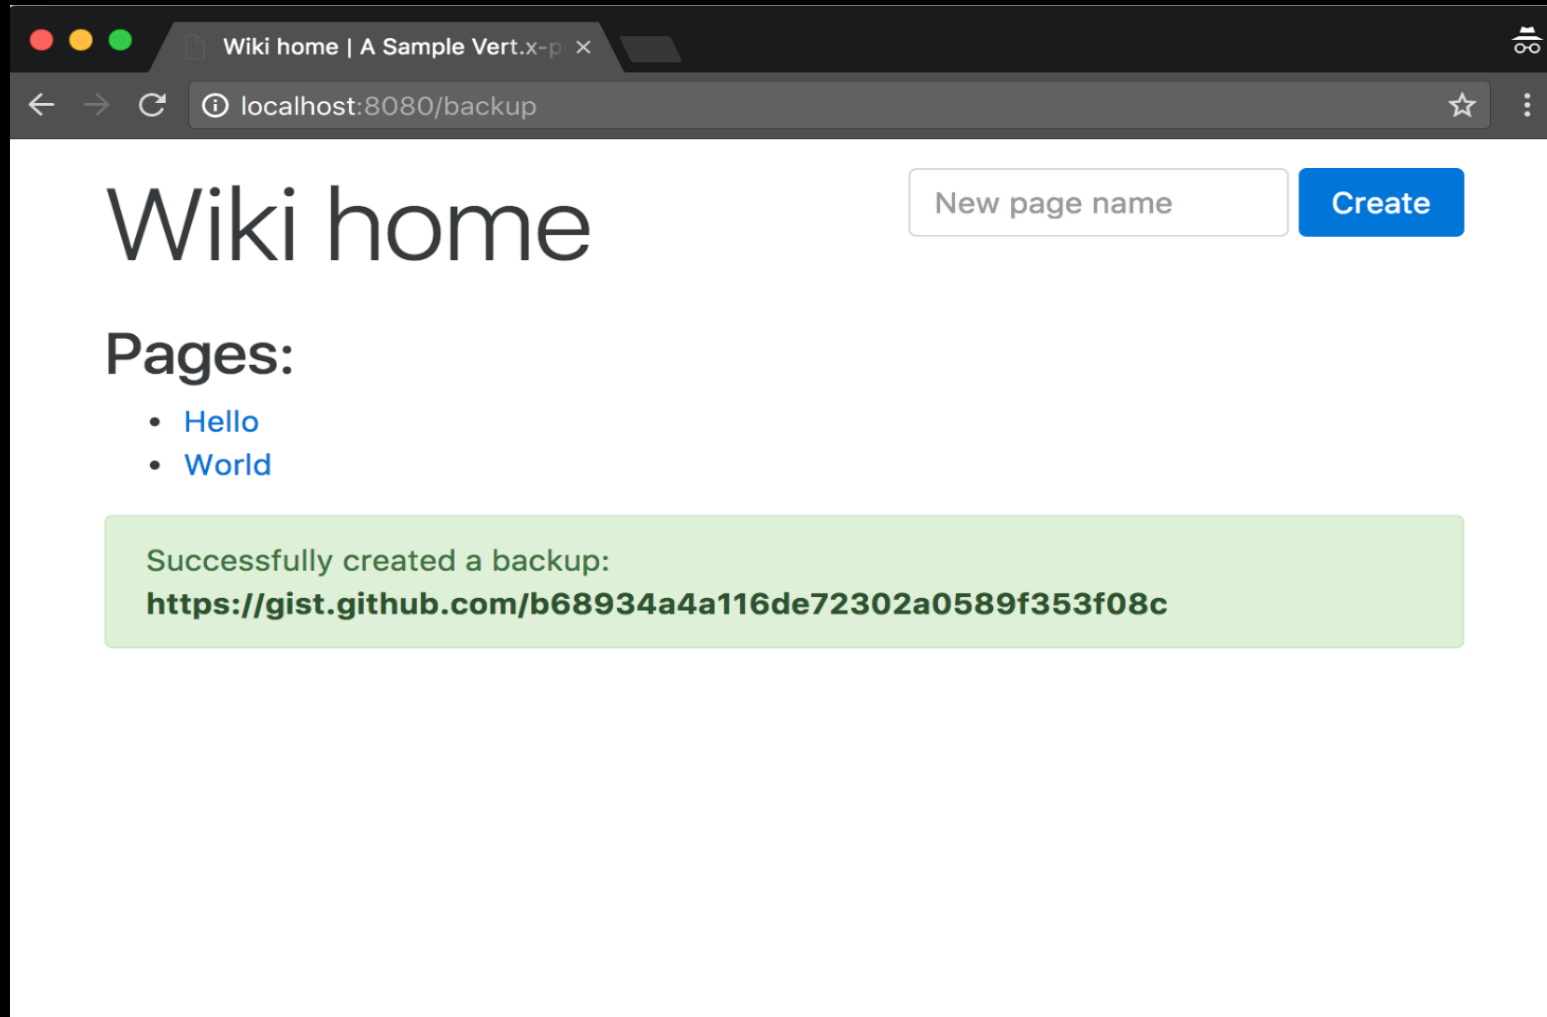 Wiki home | A Sample Vert.x-p
localhost:8080/backup
Wiki home
New page name
Create
Pages:
• Hello
• World
Successfully created a backup:
https://gist.github.com/b68934a4a116de72302a0589f353f08c